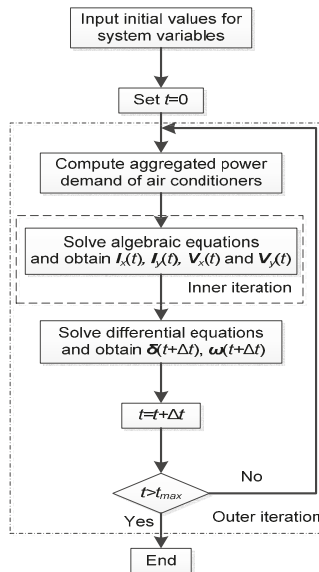 Input initial values for
system variables
Set t=0
Compute aggregated power
demand of air conditioners
Solve algebraic equations
and obtain Ix(t), Iy(t), Vx(t) and Vy(t)
Inner iteration
Solve differential equations
and obtain δ(t+Δt), ω(t+Δt)
t=t+Δt
t>tmax
No
Yes
Outer iteration
End